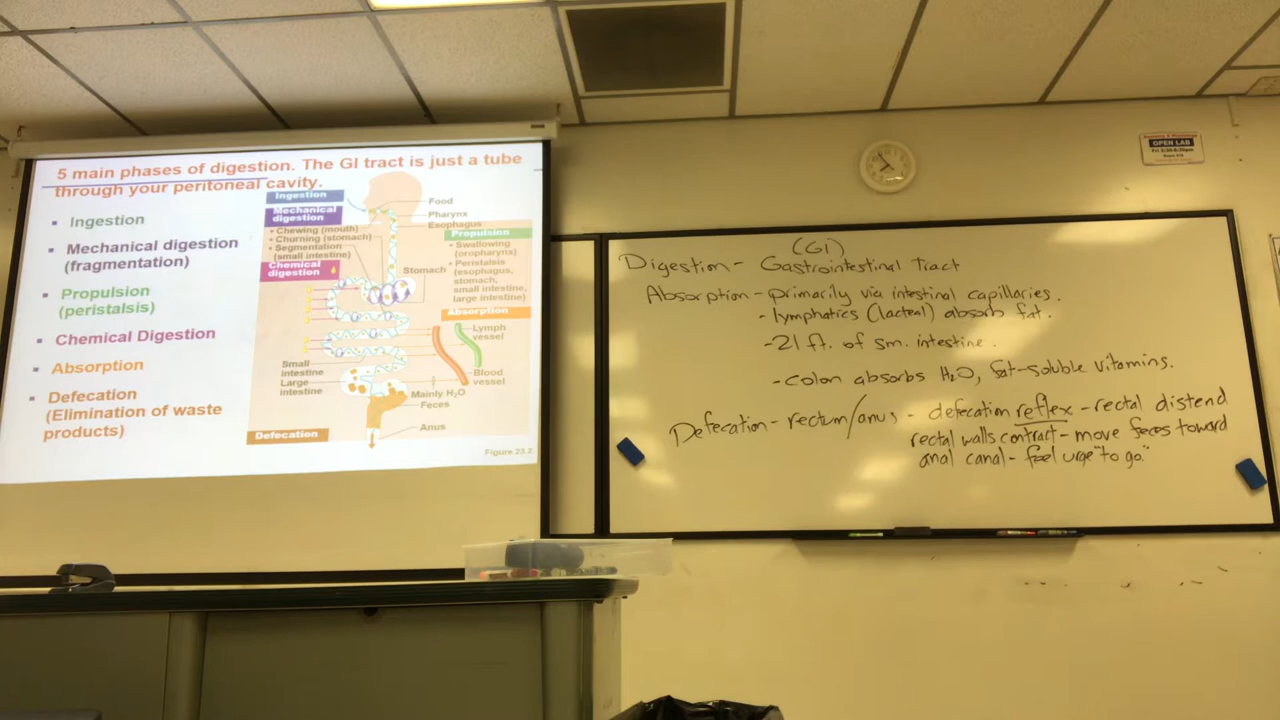 5 main phases of digestion. The GI tract is just a tube
through your peritoneal cavity.
Ingestion
Mechanical digestion
(fragmentation)
Propulsion
(peristalsis)
Chemical Digestion
Absorption
Defecation
(Elimination of waste
products)
Ingestion
Mechanical
digestion
• Chewing (mouth)
• Churning (stomach)
• Segmentation
(small intestine)
Chemical
digestion
Food
Pharynx
Esophagus
Propulsion
• Swallowing
(oropharynx)
• Peristalsis
(esophagus,
stomach,
small intestine,
large intestine)
Stomach
Absorption
Lymph
vessel
Small
intestine
Large
intestine
Blood
vessel
Mainly H₂O
Feces
Anus
Defecation
Figure 23.2
(GI)
Digestion - Gastrointestinal Tract
Absorption - primarily via intestinal capillaries.
- lymphatics (lacteal) absorb fat.
- 21 ft. of sm. intestine.
- colon absorbs H₂O, fat-soluble vitamins.
Defecation - rectum/anus - defecation reflex - rectal distend
rectal walls contract - move feces toward
anal canal - feel urge "to go."
OPEN LAB